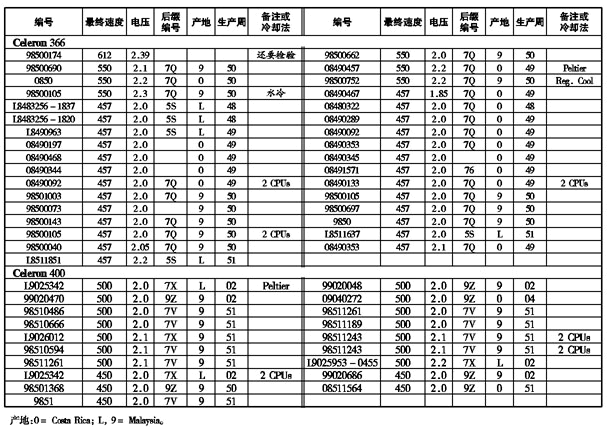 编号 最终速度 电压 后缀编号 产地 生产周 备注或冷却法 编号 最终速度 电压 后缀编号 产地 生产周 备注或冷却法
Celeron 366
98500174 612 2.39 还要检验 98500662 550 2.0 7Q 9 50
98500690 550 2.1 7Q 9 50 08490457 550 2.2 7Q 0 49 Peltier
0850 550 2.2 7Q 0 50 98500752 550 2.2 7Q 9 50 Reg. Cool
98500105 550 2.3 7Q 9 50 水冷 08490467 457 1.85 7Q 0 49
L8483256-1837 457 2.0 5S L 48 08480322 457 2.0 7Q 0 48
L8483256-1820 457 2.0 5S L 48 08490289 457 2.0 7Q 0 49
L8490963 457 2.0 5S L 49 08490092 457 2.0 7Q 0 49
08490197 457 2.0 0 49 08490353 457 2.0 7Q 0 49
08490468 457 2.0 0 49 08490345 457 2.0 0 49
08490344 457 2.0 0 49 08491571 457 2.0 76 0 49
08490092 457 2.0 7Q 0 49 2 CPUs 08490133 457 2.0 7Q 0 49 2 CPUs
98501003 457 2.0 7Q 9 50 98500105 457 2.0 7Q 9 50
98500073 457 2.0 9 50 98500697 457 2.0 7Q 9 50
98500143 457 2.0 7Q 9 50 9850 457 2.0 7Q 9 50
98500105 457 2.0 7Q 9 50 2 CPUs L8511637 457 2.0 5S L 51
98500040 457 2.05 7Q 9 50 08490353 457 2.1 7Q 0 49
L8511851 457 2.2 5S L 51
Celeron 400
L9025342 500 2.0 7X L 02 Peltier 99020048 500 2.0 9Z 9 02
99020470 500 2.0 9Z 9 02 09040272 500 2.0 9Z 0 04
98510486 500 2.0 7V 9 51 98511261 500 2.0 7V 9 51
98510666 500 2.0 7V 9 51 98511189 500 2.0 7V 9 51
L9026012 500 2.1 7X L 02 98511243 500 2.1 7V 9 51 2 CPUs
98510594 500 2.1 7V 9 51 98511243 500 2.1 7V 9 51 2 CPUs
98511261 500 2.1 7V 9 51 L9025953-0455 500 2.2 7X L 02
L9025342 450 2.0 7X L 02 2 CPUs 99020686 450 2.0 9Z 9 02
98501368 450 2.0 9Z 9 50 08511564 450 2.0 9Z 0 51
9851 450 2.0 7V 9 51
产地:0= Costa Rica; L, 9= Malaysia。